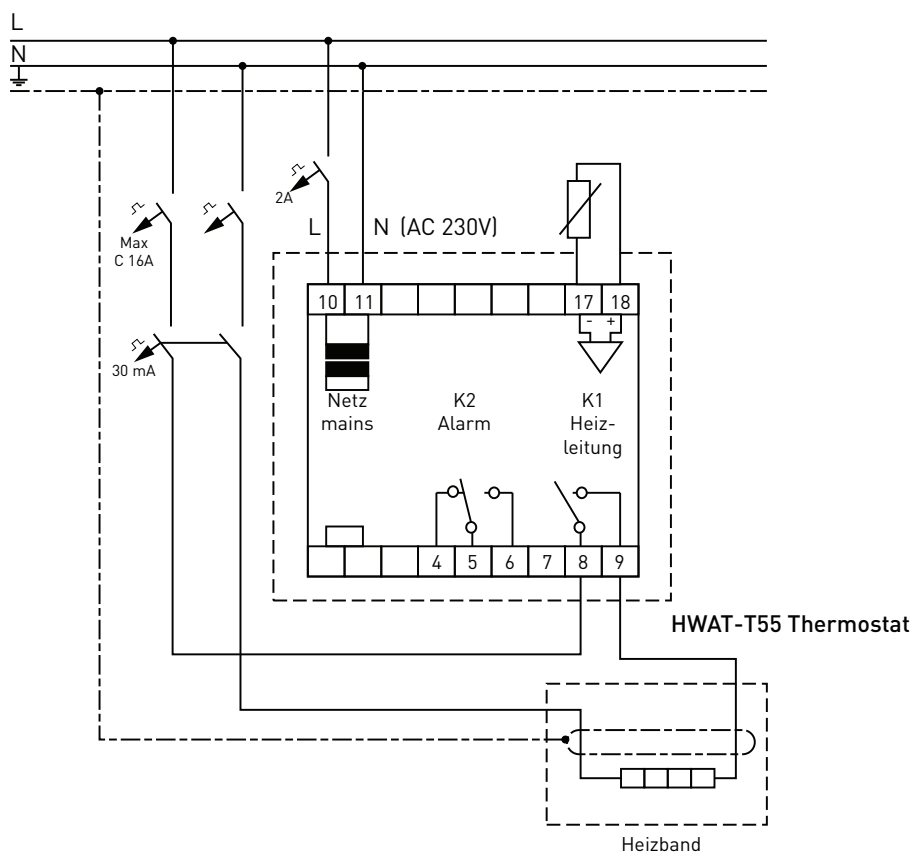 L
N
2A
L
N (AC 230V)
Max
C 16A
30 mA
10
11
17
18
-
+
Netz
mains
K2
Alarm
K1
Heiz-
leitung
4
5
6
7
8
9
HWAT-T55 Thermostat
Heizband